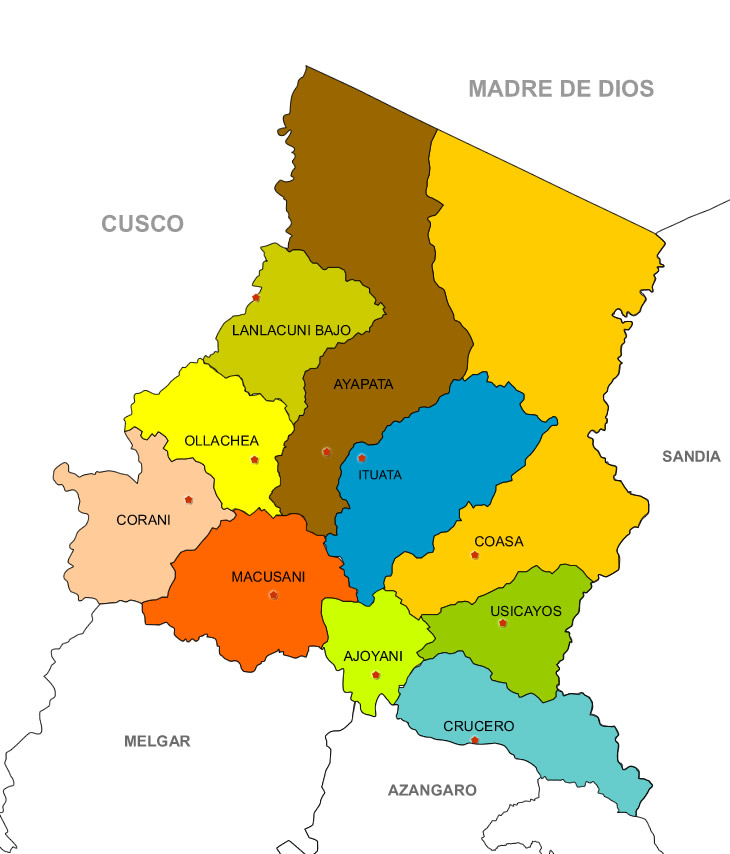 MADRE DE DIOS
CUSCO
LANLACUNI BAJO
AYAPATA
OLLACHEA
SANDIA
ITUATA
CORANI
COASA
MACUSANI
USICAYOS
AJOYANI
CRUCERO
MELGAR
AZANGARO